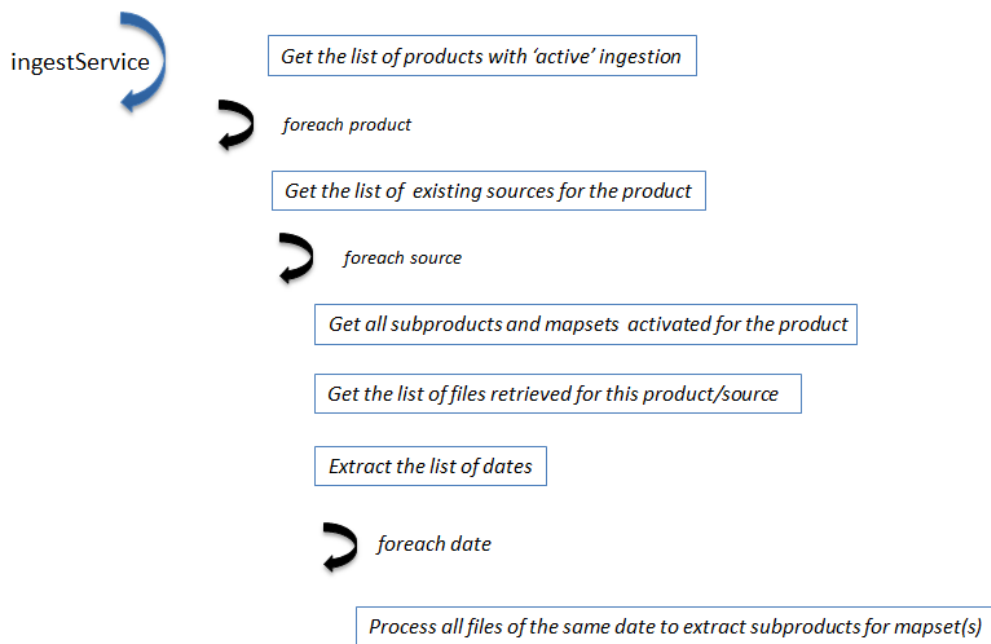 ingestService
Get the list of products with ‘active’ ingestion
foreach product
Get the list of existing sources for the product
foreach source
Get all subproducts and mapsets activated for the product
Get the list of files retrieved for this product/source
Extract the list of dates
foreach date
Process all files of the same date to extract subproducts for mapset(s)